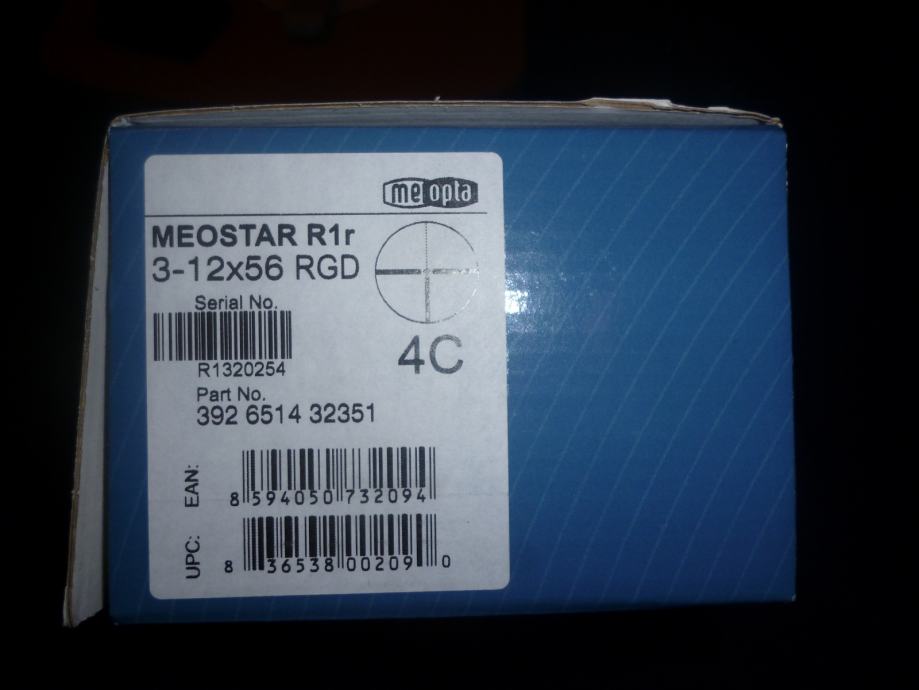 meopta
MEOSTAR R1r
3-12x56 RGD
Serial No.
R1320254
4C
Part No.
392 6514 32351
EAN:
8 594050 732094
UPC:
8 36538 00209 0